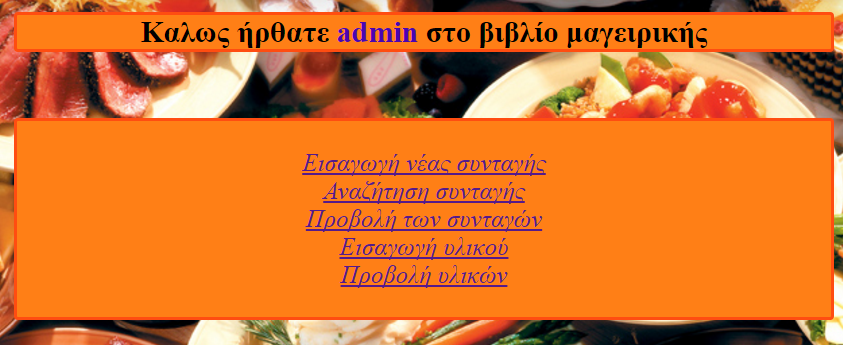 Καλως ήρθατε admin στο βιβλίο μαγειρικής
Εισαγωγή νέας συνταγής
Αναζήτηση συνταγής
Προβολή των συνταγών
Εισαγωγή υλικού
Προβολή υλικών